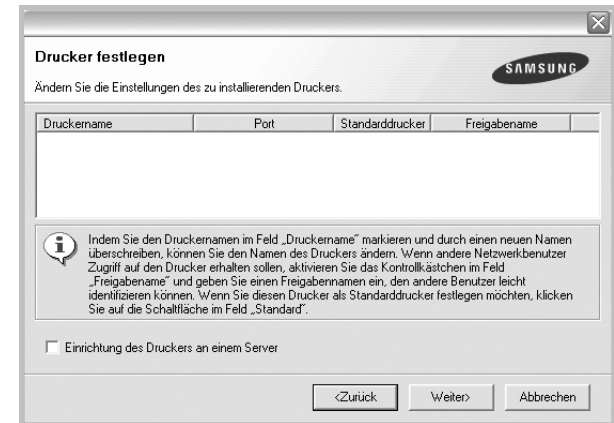 Drucker festlegen
Ändern Sie die Einstellungen des zu installierenden Druckers.
SAMSUNG
Druckername Port Standarddrucker Freigabename
Indem Sie den Druckernamen im Feld „Druckername" markieren und durch einen neuen Namen
überschreiben, können Sie den Namen des Druckers ändern. Wenn andere Netzwerkbenutzer
Zugriff auf den Drucker erhalten sollen, aktivieren Sie das Kontrollkästchen im Feld
„Freigabename" und geben Sie einen Freigabennamen ein, den andere Benutzer leicht
identifizieren können. Wenn Sie diesen Drucker als Standarddrucker festlegen möchten, klicken
Sie auf die Schaltfläche im Feld „Standard".
Einrichtung des Druckers an einem Server
<Zurück Weiter> Abbrechen